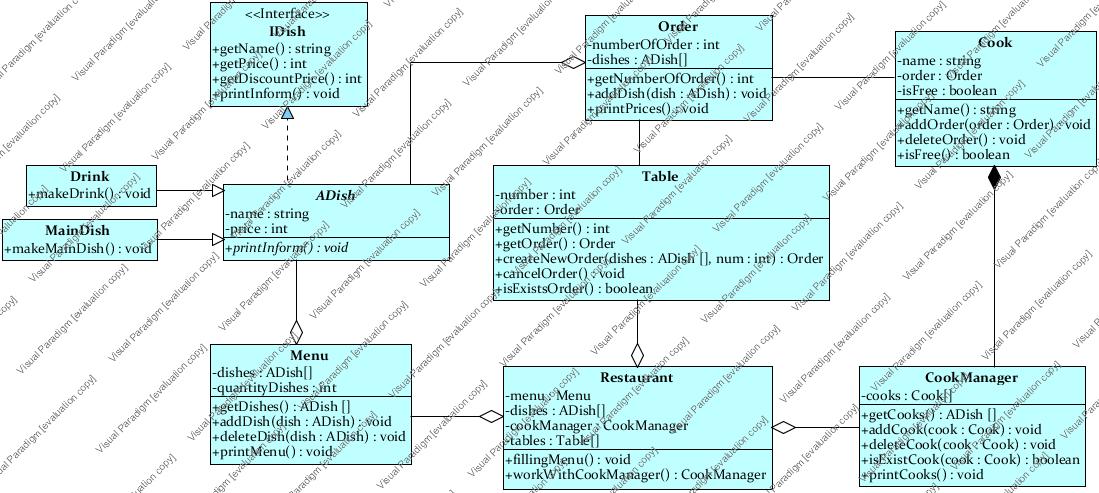 <<Interface>>
IDish
+getName() : string
+getPrice() : int
+getDiscountPrice() : int
+printInform() : void
Order
-numberOfOrder : int
-dishes : ADish[]
+getNumberOfOrder() : int
+addDish(dish : ADish) : void
+printPrices() : void
Cook
-name : string
-order : Order
-isFree : boolean
+getName() : string
+addOrder(order : Order) : void
+deleteOrder() : void
+isFree() : boolean
Drink
+makeDrink() : void
MainDish
+makeMainDish() : void
ADish
-name : string
-price : int
+printInform() : void
Table
-number : int
-order : Order
+getNumber() : int
+getOrder() : Order
+createNewOrder(dishes : ADish [], num : int) : Order
+cancelOrder() : void
+isExistsOrder() : boolean
Menu
-dishes : ADish[]
-quantityDishes : int
+getDishes() : ADish []
+addDish(dish : ADish) : void
+deleteDish(dish : ADish) : void
+printMenu() : void
Restaurant
-menu : Menu
-dishes : ADish[]
-cookManager : CookManager
-tables : Table[]
+fillingMenu() : void
+workWithCookManager() : CookManager
CookManager
-cooks : Cook[]
+getCooks() : ADish []
+addCook(cook : Cook) : void
+deleteCook(cook : Cook) : void
+isExistCook(cook : Cook) : boolean
+printCooks() : void
Visual Paradigm [evaluation copy]